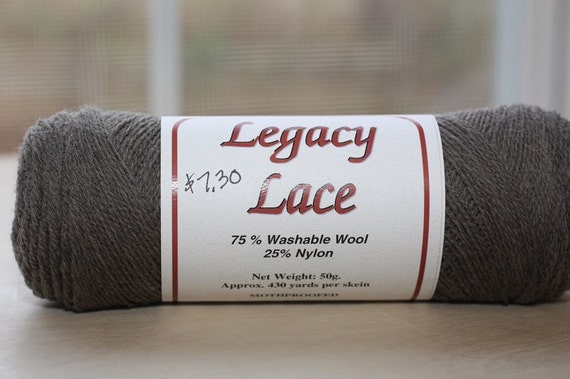 Legacy
$7.30
Lace
75 % Washable Wool
25% Nylon
Net Weight: 50g.
Approx. 430 yards per skein
MOTHPROOFED